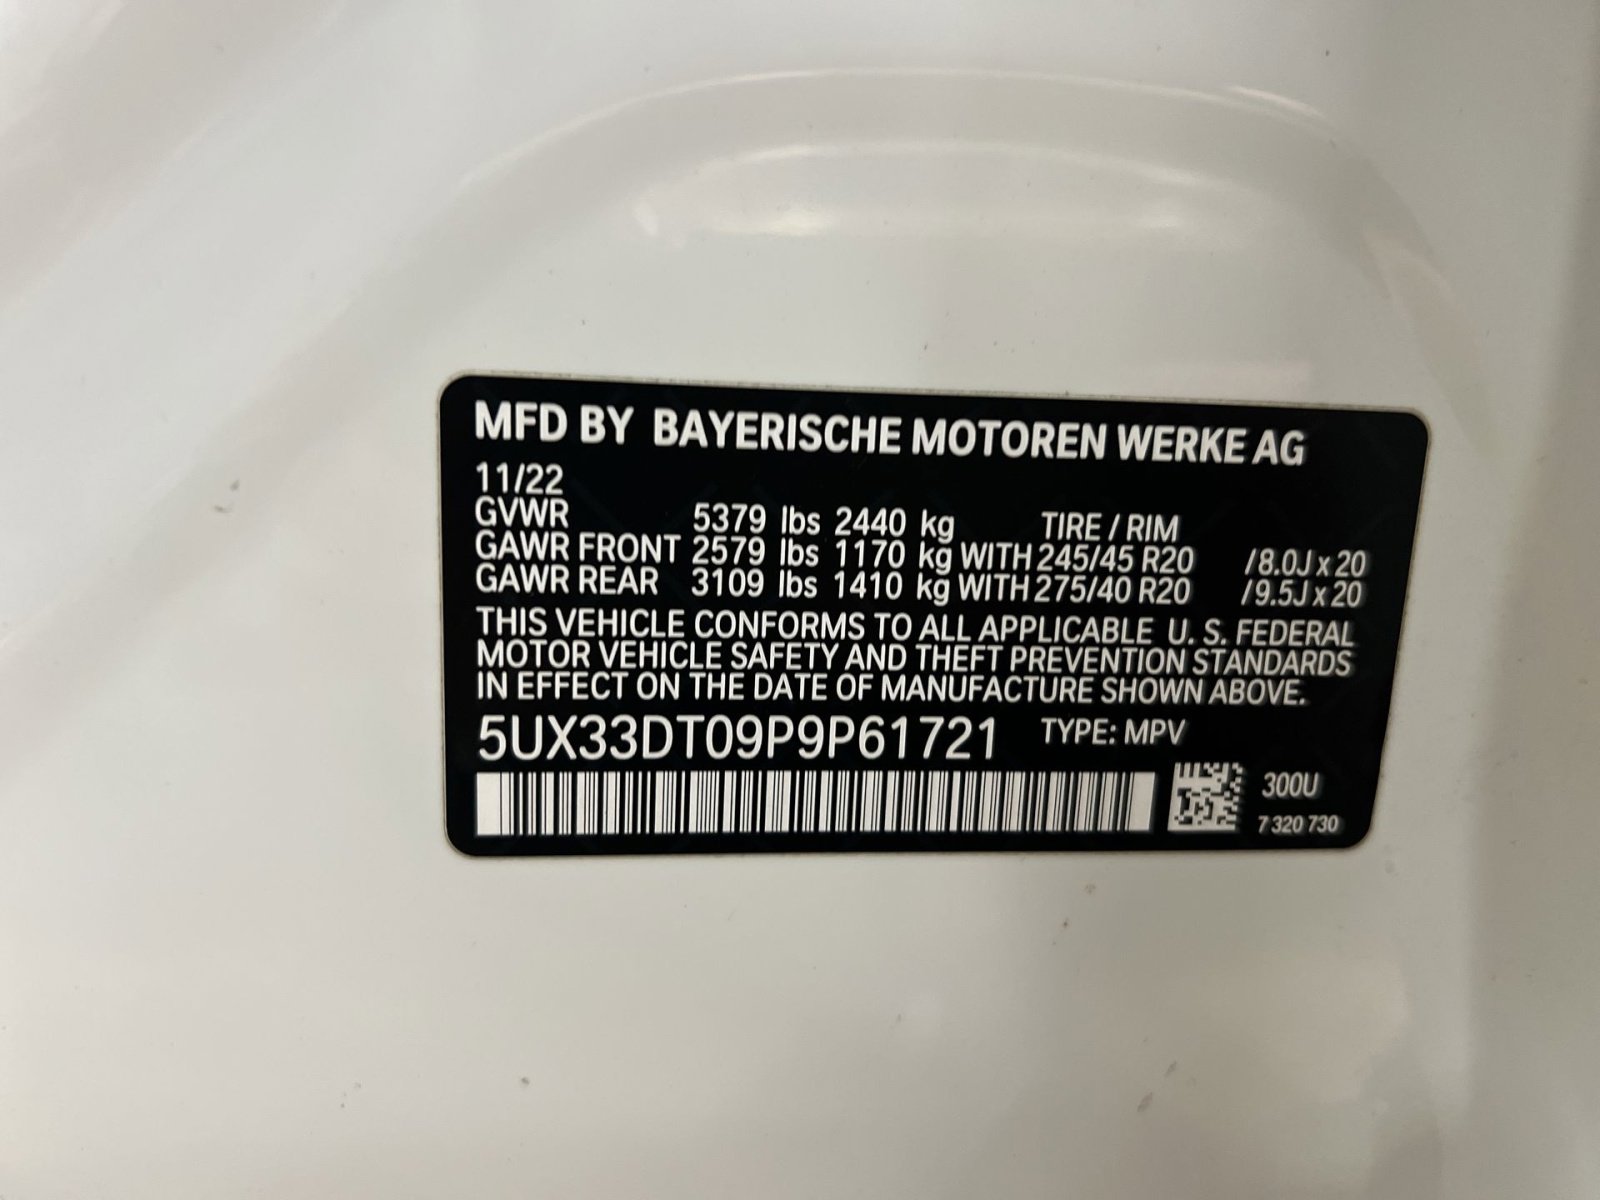 MFD BY BAYERISCHE MOTOREN WERKE AG
11/22
GVWR 5379 lbs 2440 kg TIRE / RIM
GAWR FRONT 2579 lbs 1170 kg WITH 245/45 R20 /8.0J x 20
GAWR REAR 3109 lbs 1410 kg WITH 275/40 R20 /9.5J x 20
THIS VEHICLE CONFORMS TO ALL APPLICABLE U. S. FEDERAL
MOTOR VEHICLE SAFETY AND THEFT PREVENTION STANDARDS
IN EFFECT ON THE DATE OF MANUFACTURE SHOWN ABOVE.
5UX33DT09P9P61721 TYPE: MPV
300U
7 320 730